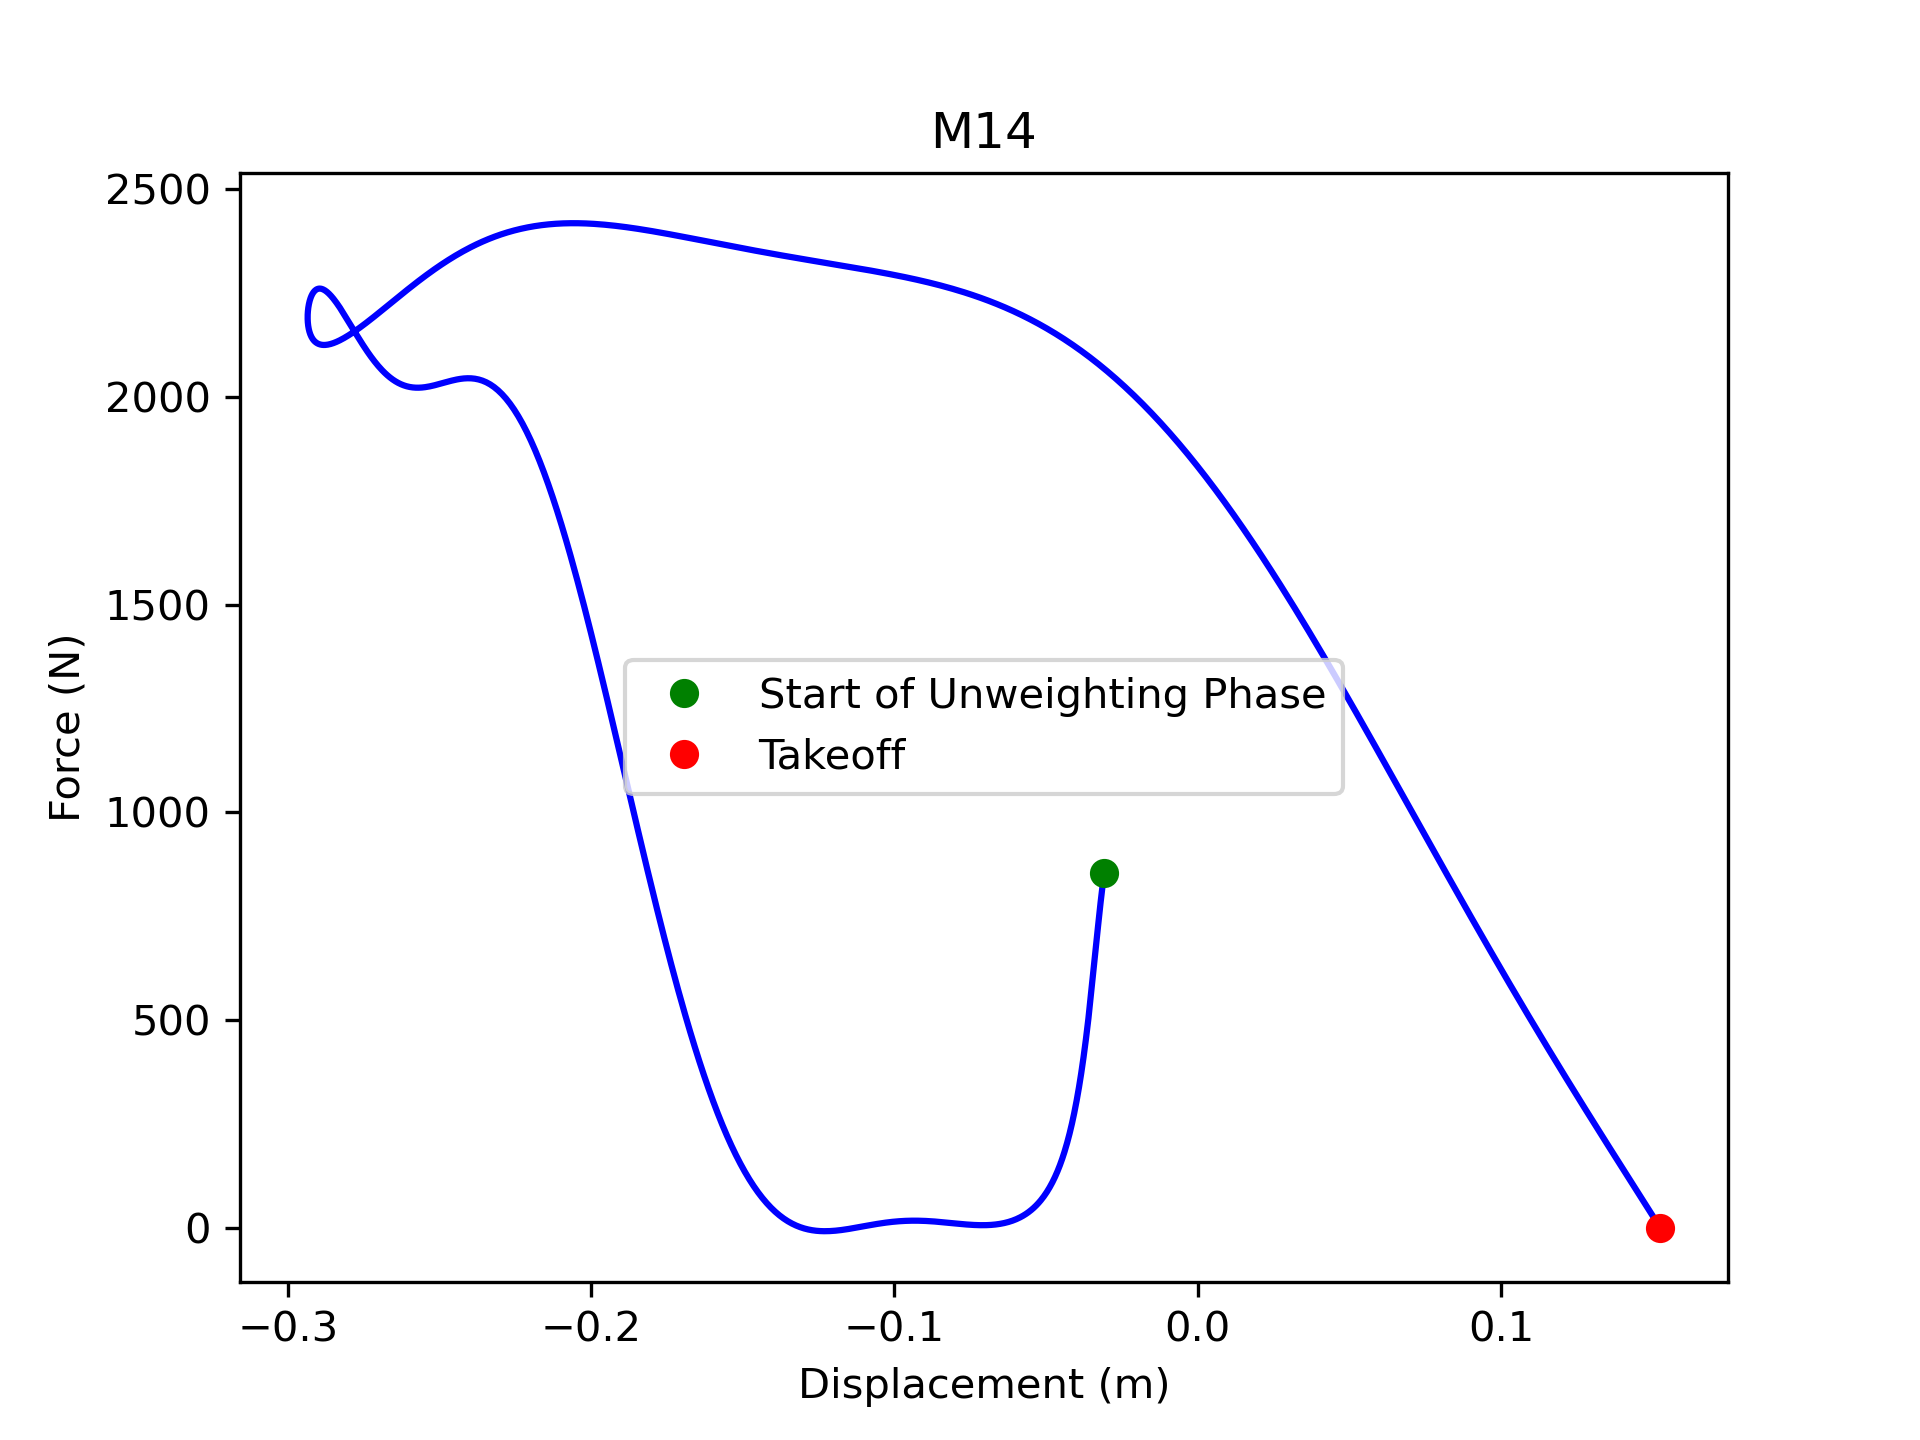 M14
2500
2000
1500
1000
500
0
Force (N)
Start of Unweighting Phase
Takeoff
−0.3 −0.2 −0.1 0.0 0.1
Displacement (m)